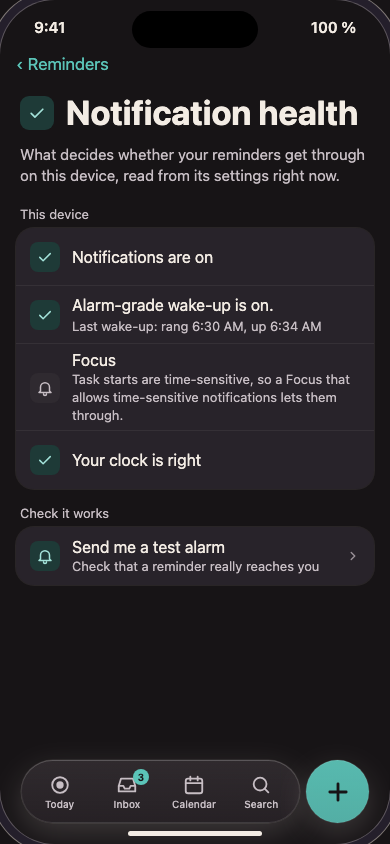 9:41
100 %
‹ Reminders
Notification health
What decides whether your reminders get through
on this device, read from its settings right now.
This device
Notifications are on
Alarm-grade wake-up is on.
Last wake-up: rang 6:30 AM, up 6:34 AM
Focus
Task starts are time-sensitive, so a Focus that
allows time-sensitive notifications lets them
through.
Your clock is right
Check it works
Send me a test alarm
Check that a reminder really reaches you
3
Today
Inbox
Calendar
Search